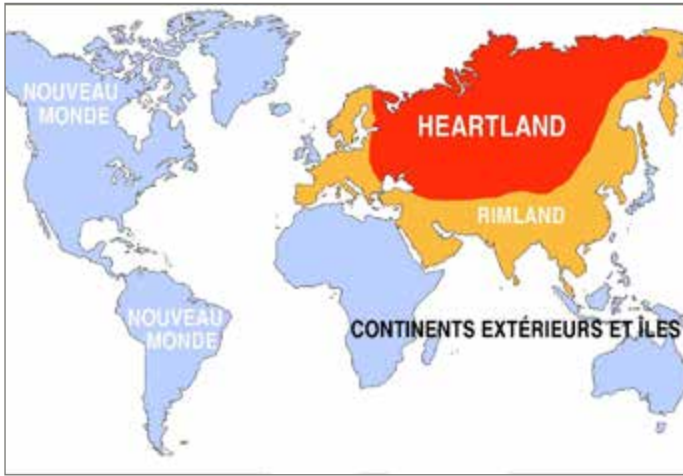 NOUVEAU
MONDE
HEARTLAND
RIMLAND
NOUVEAU
MONDE
CONTINENTS EXTÉRIEURS ET ÎLES